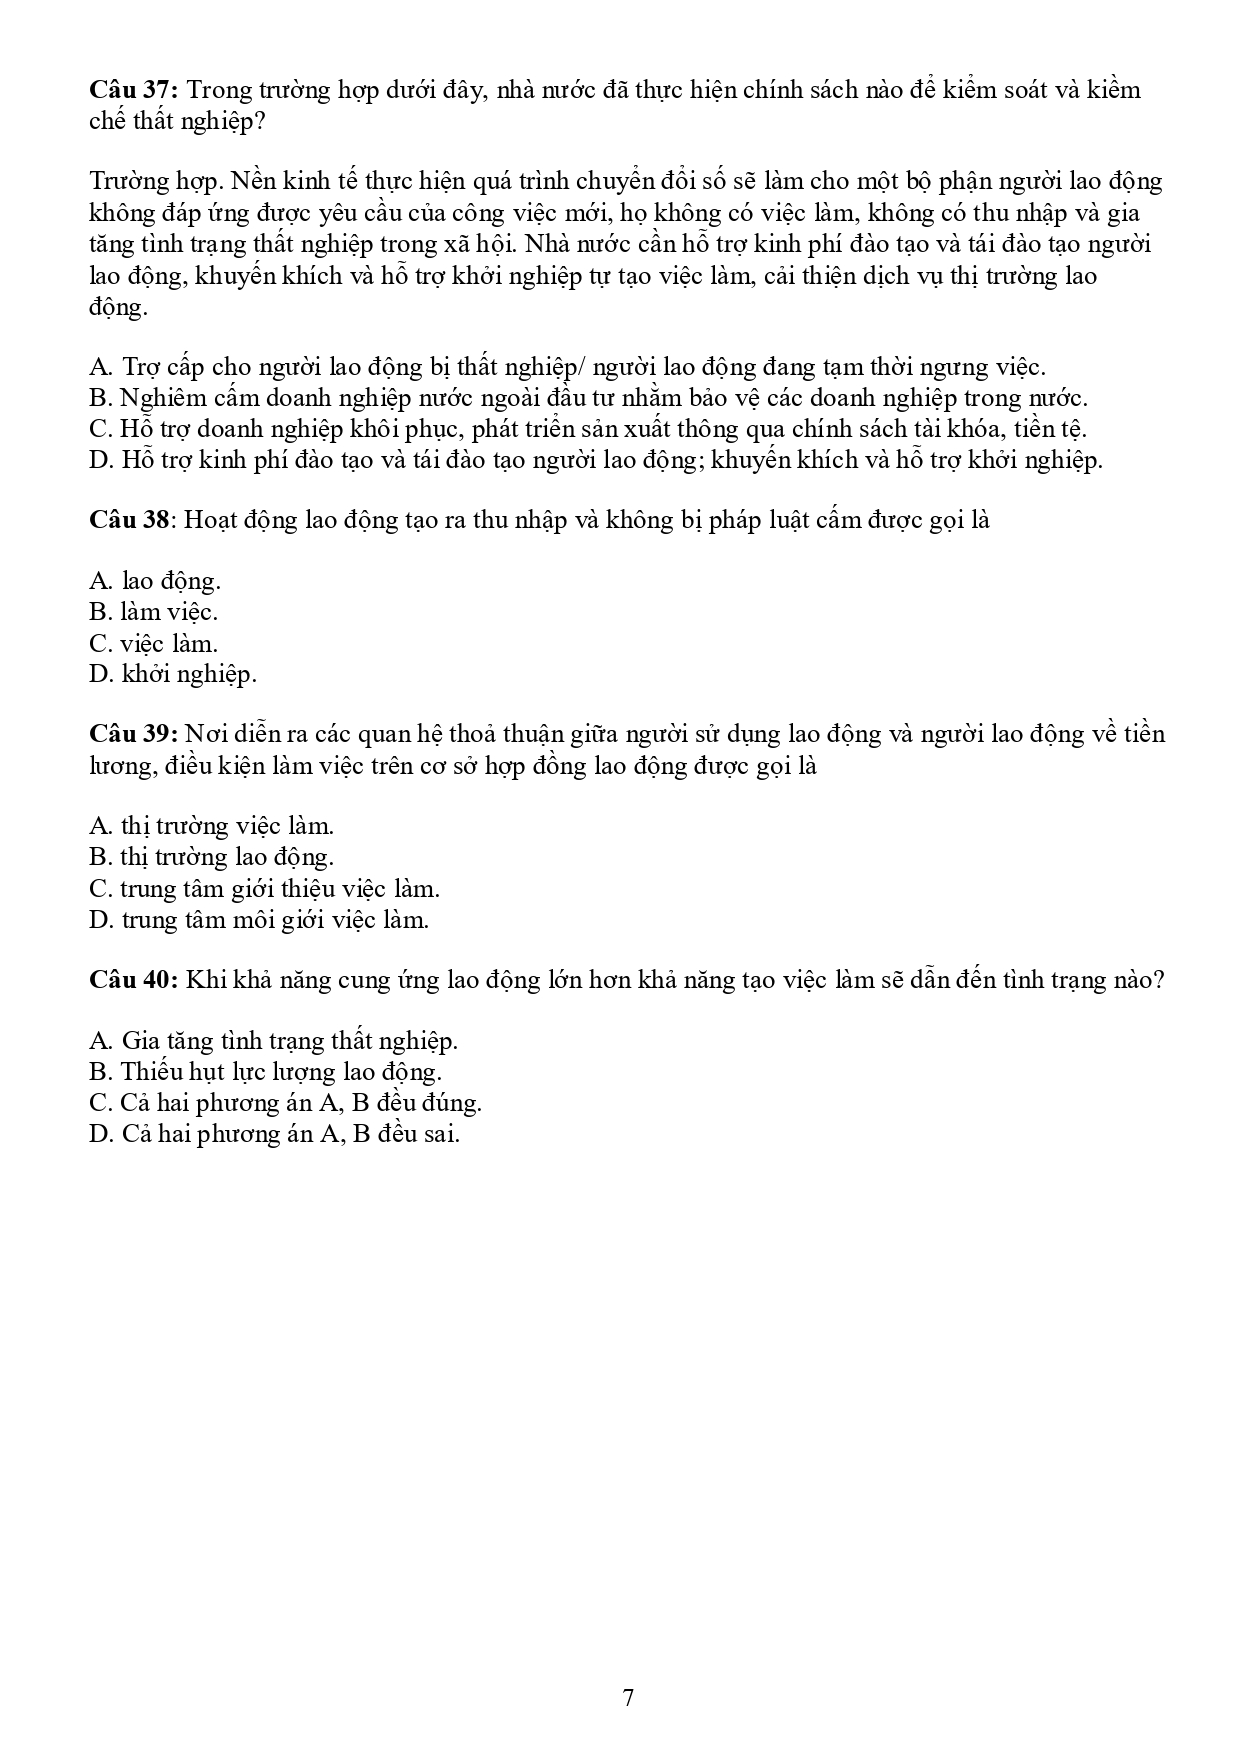 Câu 37: Trong trường hợp dưới đây, nhà nước đã thực hiện chính sách nào để kiểm soát và kiềm
chế thất nghiệp?
Trường hợp. Nền kinh tế thực hiện quá trình chuyển đổi số sẽ làm cho một bộ phận người lao động
không đáp ứng được yêu cầu của công việc mới, họ không có việc làm, không có thu nhập và gia
tăng tình trạng thất nghiệp trong xã hội. Nhà nước cần hỗ trợ kinh phí đào tạo và tái đào tạo người
lao động, khuyến khích và hỗ trợ khởi nghiệp tự tạo việc làm, cải thiện dịch vụ thị trường lao
động.
A. Trợ cấp cho người lao động bị thất nghiệp/ người lao động đang tạm thời ngưng việc.
B. Nghiêm cấm doanh nghiệp nước ngoài đầu tư nhằm bảo vệ các doanh nghiệp trong nước.
C. Hỗ trợ doanh nghiệp khôi phục, phát triển sản xuất thông qua chính sách tài khóa, tiền tệ.
D. Hỗ trợ kinh phí đào tạo và tái đào tạo người lao động; khuyến khích và hỗ trợ khởi nghiệp.
Câu 38: Hoạt động lao động tạo ra thu nhập và không bị pháp luật cấm được gọi là
A. lao động.
B. làm việc.
C. việc làm.
D. khởi nghiệp.
Câu 39: Nơi diễn ra các quan hệ thoả thuận giữa người sử dụng lao động và người lao động về tiền
lương, điều kiện làm việc trên cơ sở hợp đồng lao động được gọi là
A. thị trường việc làm.
B. thị trường lao động.
C. trung tâm giới thiệu việc làm.
D. trung tâm môi giới việc làm.
Câu 40: Khi khả năng cung ứng lao động lớn hơn khả năng tạo việc làm sẽ dẫn đến tình trạng nào?
A. Gia tăng tình trạng thất nghiệp.
B. Thiếu hụt lực lượng lao động.
C. Cả hai phương án A, B đều đúng.
D. Cả hai phương án A, B đều sai.
7